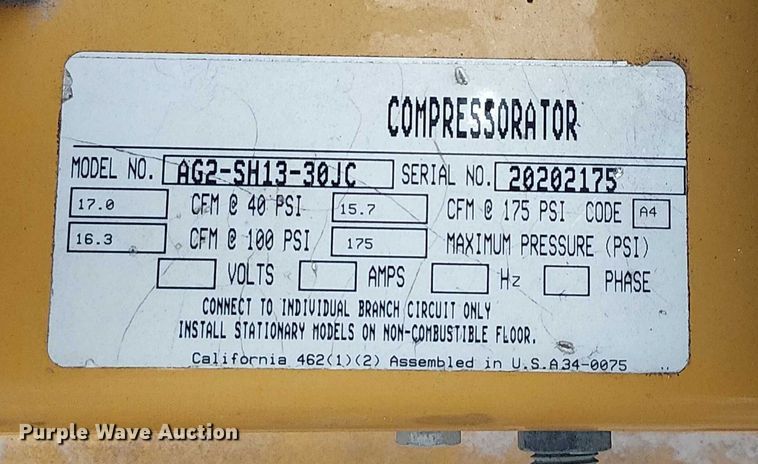 COMPRESSORATOR
MODEL NO. AG2-SH13-30JC SERIAL NO. 20202175
17.0 CFM @ 40 PSI 15.7 CFM @ 175 PSI CODE A4
16.3 CFM @ 100 PSI 175 MAXIMUM PRESSURE (PSI)
VOLTS AMPS Hz PHASE
CONNECT TO INDIVIDUAL BRANCH CIRCUIT ONLY
INSTALL STATIONARY MODELS ON NON-COMBUSTIBLE FLOOR.
California 462(1)(2) Assembled in U.S.A34-0075
Purple Wave Auction